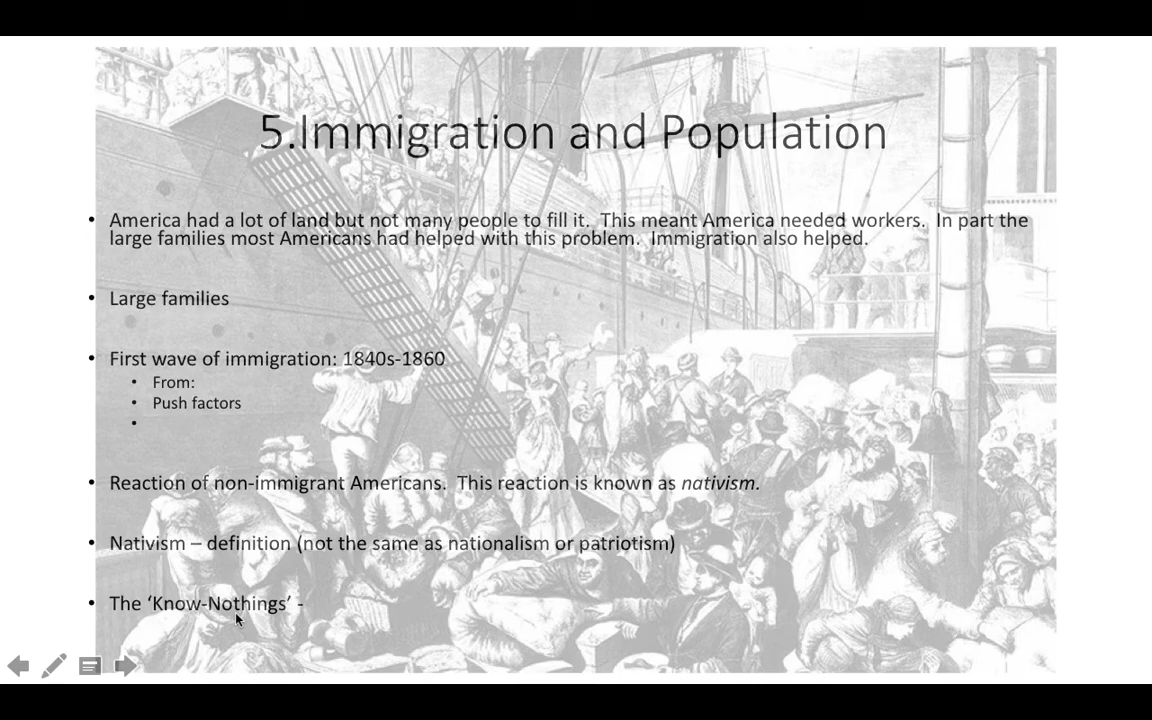 5.Immigration and Population
• America had a lot of land but not many people to fill it.  This meant America needed workers.  In part the
large families most Americans had helped with this problem.  Immigration also helped.
• Large families
• First wave of immigration: 1840s-1860
• From:
• Push factors
•
• Reaction of non-immigrant Americans.  This reaction is known as nativism.
• Nativism – definition (not the same as nationalism or patriotism)
• The ‘Know-Nothings’ -